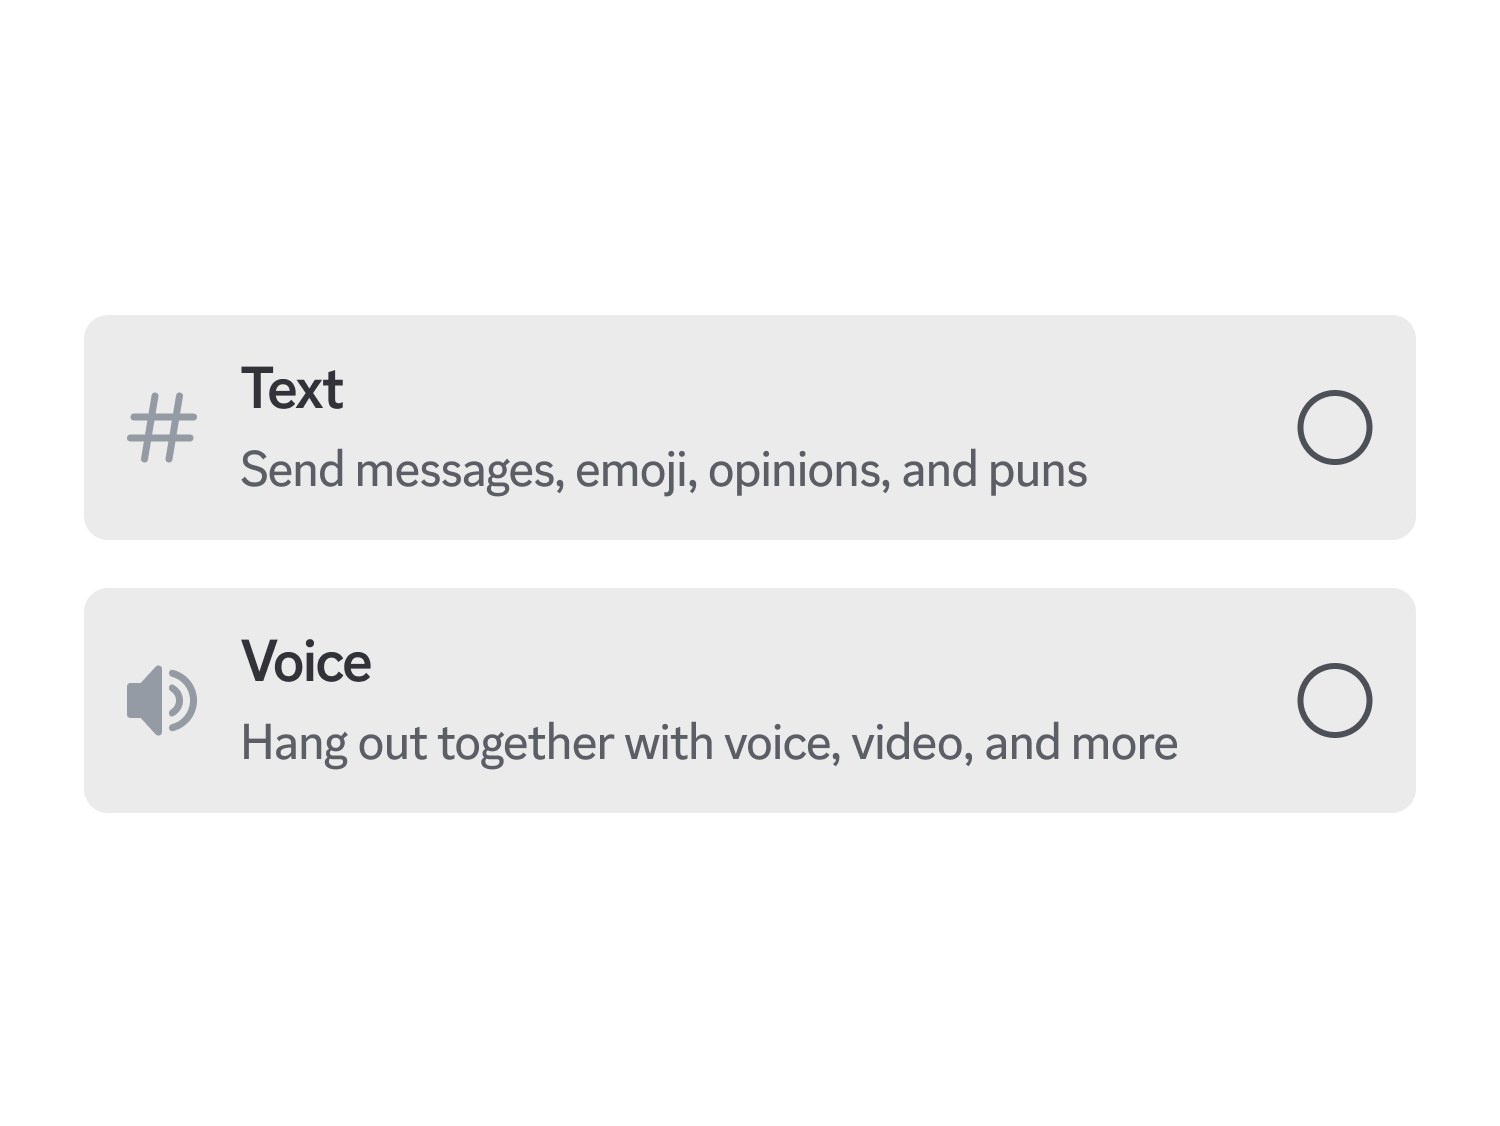 Text
Send messages, emoji, opinions, and puns
Voice
Hang out together with voice, video, and more